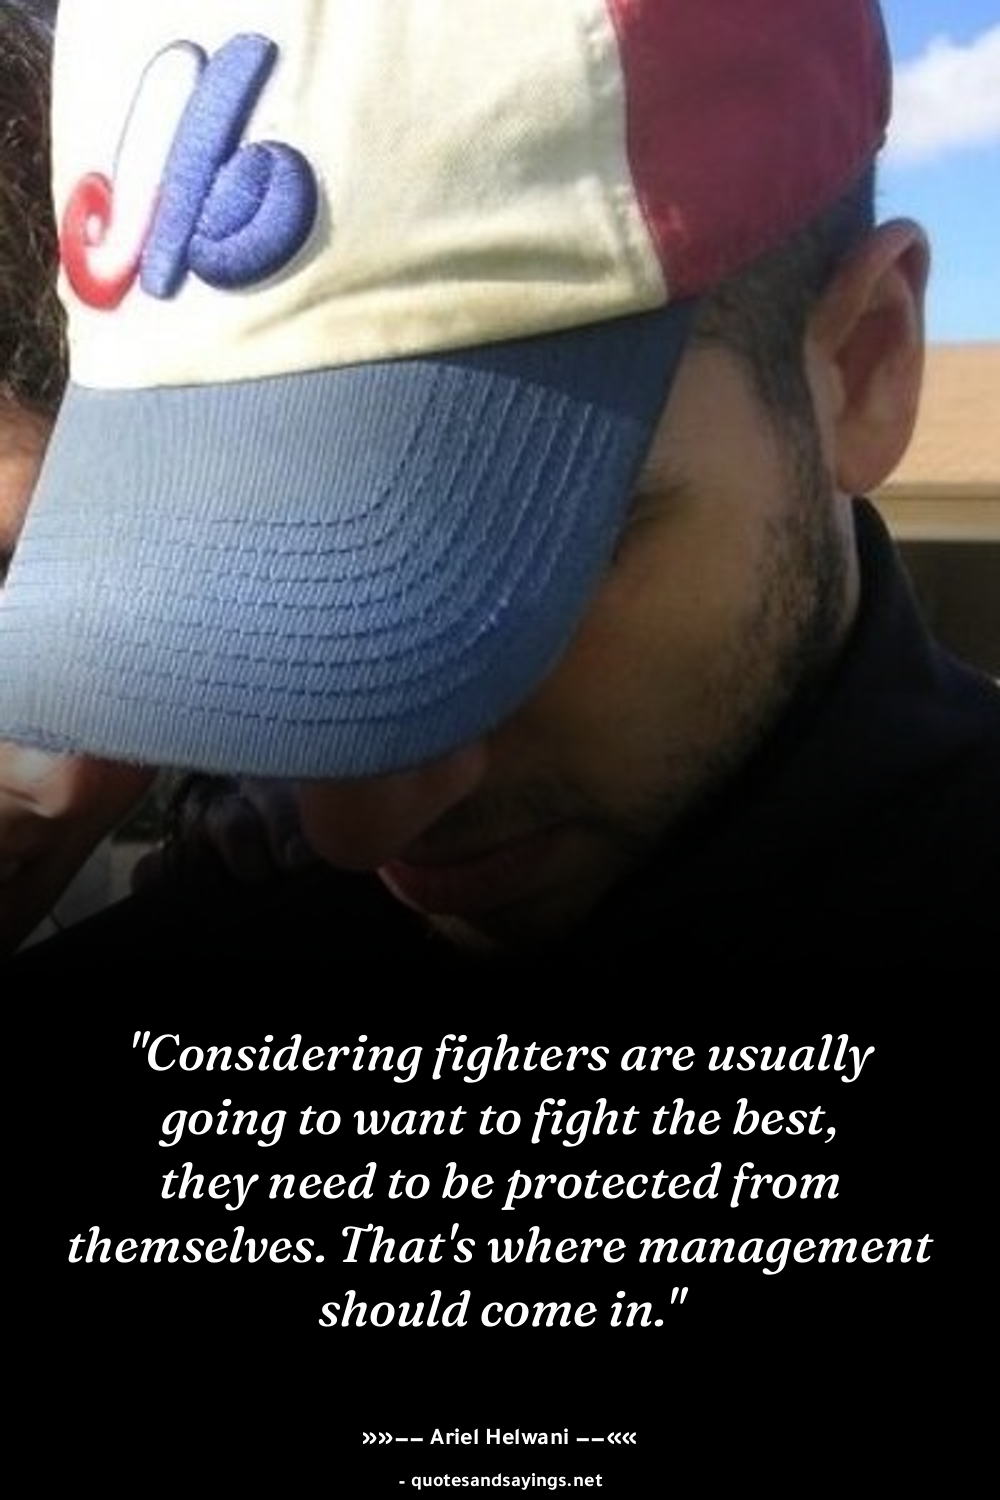 "Considering fighters are usually
going to want to fight the best,
they need to be protected from
themselves. That's where management
should come in."
»»−− Ariel Helwani −−««
- quotesandsayings.net